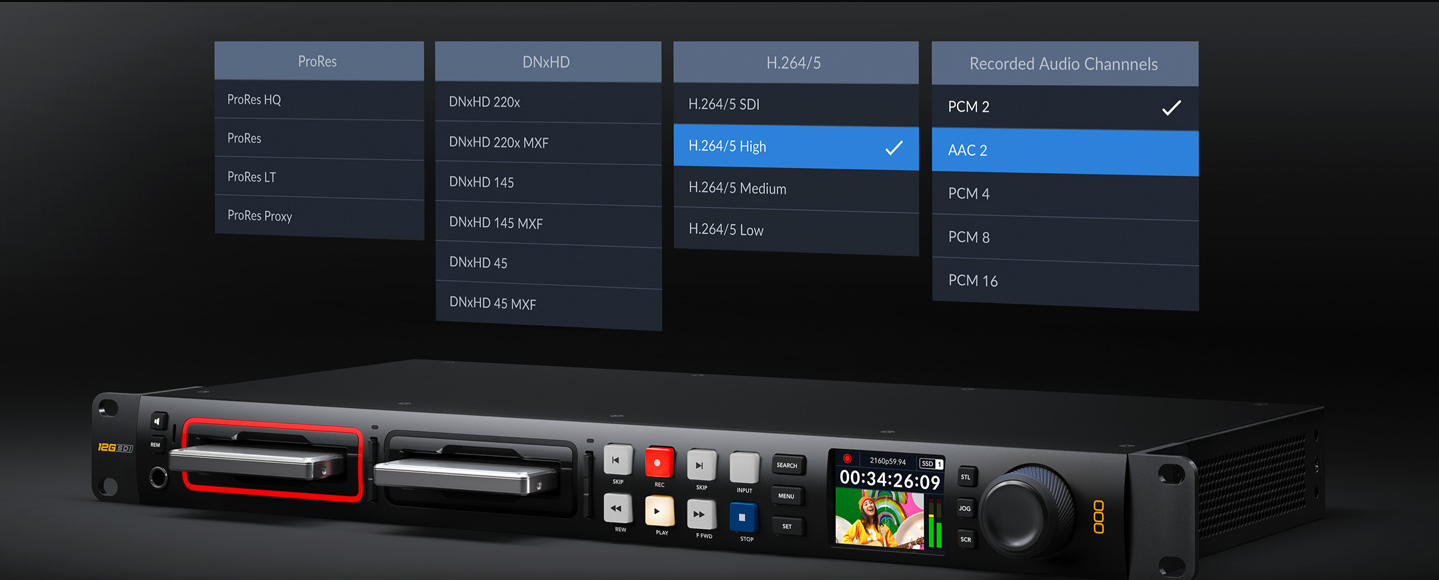 ProRes
ProRes HQ
ProRes
ProRes LT
ProRes Proxy
DNxHD
DNxHD 220x
DNxHD 220x MXF
DNxHD 145
DNxHD 145 MXF
DNxHD 45
DNxHD 45 MXF
H.264/5
H.264/5 SDI
H.264/5 High
H.264/5 Medium
H.264/5 Low
Recorded Audio Channnels
PCM 2
AAC 2
PCM 4
PCM 8
PCM 16
12G SDI
REM
SKIP
REC
SKIP
INPUT
REW
PLAY
F FWD
STOP
SEARCH
MENU
SET
2160p59.94
SSD 1
00:34:26:09
STL
JOG
SCR